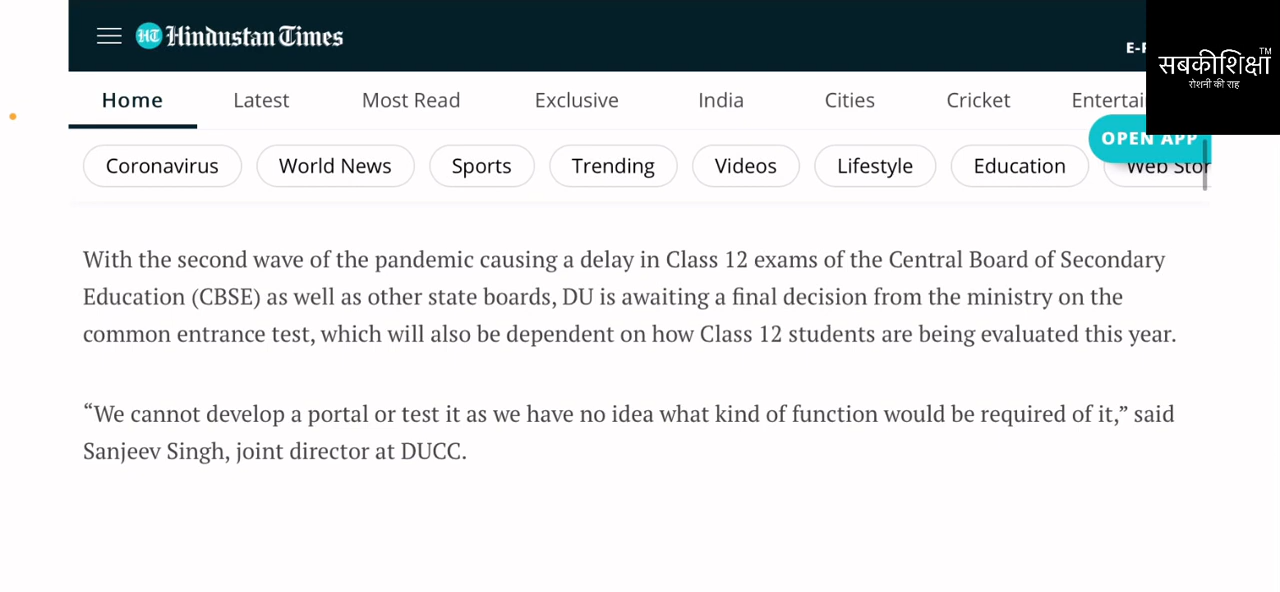 HT Hindustan Times
सबकीशिक्षा TM
रोशनी की राह
Home Latest Most Read Exclusive India Cities Cricket
OPEN APP
Coronavirus World News Sports Trending Videos Lifestyle Education Web
With the second wave of the pandemic causing a delay in Class 12 exams of the Central Board of Secondary
Education (CBSE) as well as other state boards, DU is awaiting a final decision from the ministry on the
common entrance test, which will also be dependent on how Class 12 students are being evaluated this year.
“We cannot develop a portal or test it as we have no idea what kind of function would be required of it,” said
Sanjeev Singh, joint director at DUCC.